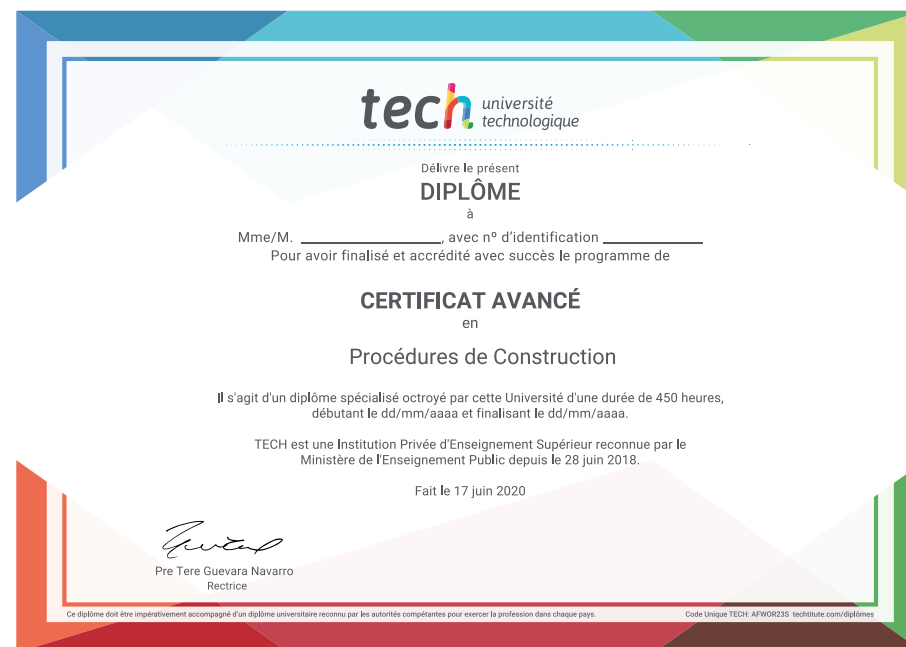 tech université
technologique
Délivre le présent
DIPLÔME
à
Mme/M. ____________________, avec nº d'identification ______________
Pour avoir finalisé et accrédité avec succès le programme de
CERTIFICAT AVANCÉ
en
Procédures de Construction
Il s'agit d'un diplôme spécialisé octroyé par cette Université d'une durée de 450 heures,
débutant le dd/mm/aaaa et finalisant le dd/mm/aaaa.
TECH est une Institution Privée d'Enseignement Supérieur reconnue par le
Ministère de l'Enseignement Public depuis le 28 juin 2018.
Fait le 17 juin 2020
Pre Tere Guevara Navarro
Rectrice
Ce diplôme doit être impérativement accompagné d'un diplôme universitaire reconnu par les autorités compétantes pour exercer la profession dans chaque pays.
Code Unique TECH: AFWOR23S techtitute.com/diplômes